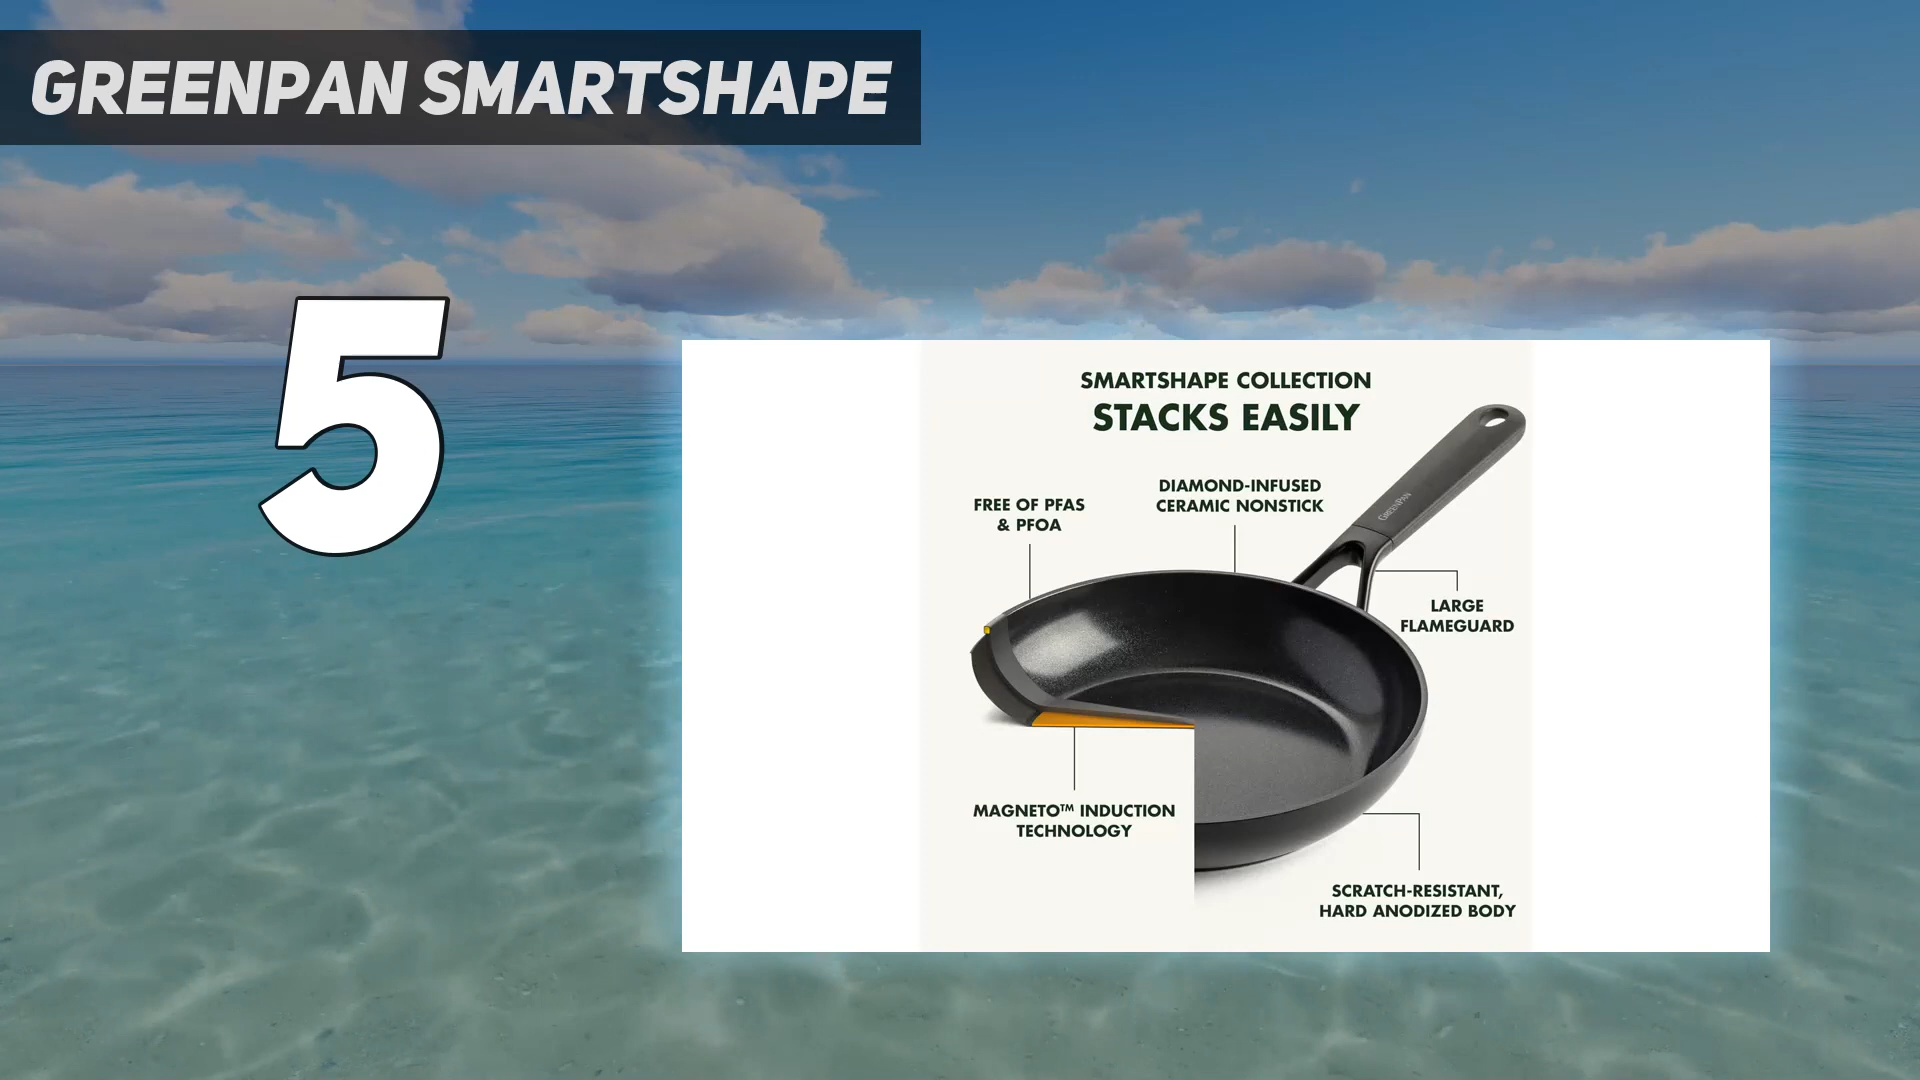 GREENPAN SMARTSHAPE
5
SMARTSHAPE COLLECTION
STACKS EASILY
DIAMOND-INFUSED
CERAMIC NONSTICK
FREE OF PFAS
& PFOA
GREENPAN
LARGE
FLAMEGUARD
MAGNETO™ INDUCTION
TECHNOLOGY
SCRATCH-RESISTANT,
HARD ANODIZED BODY